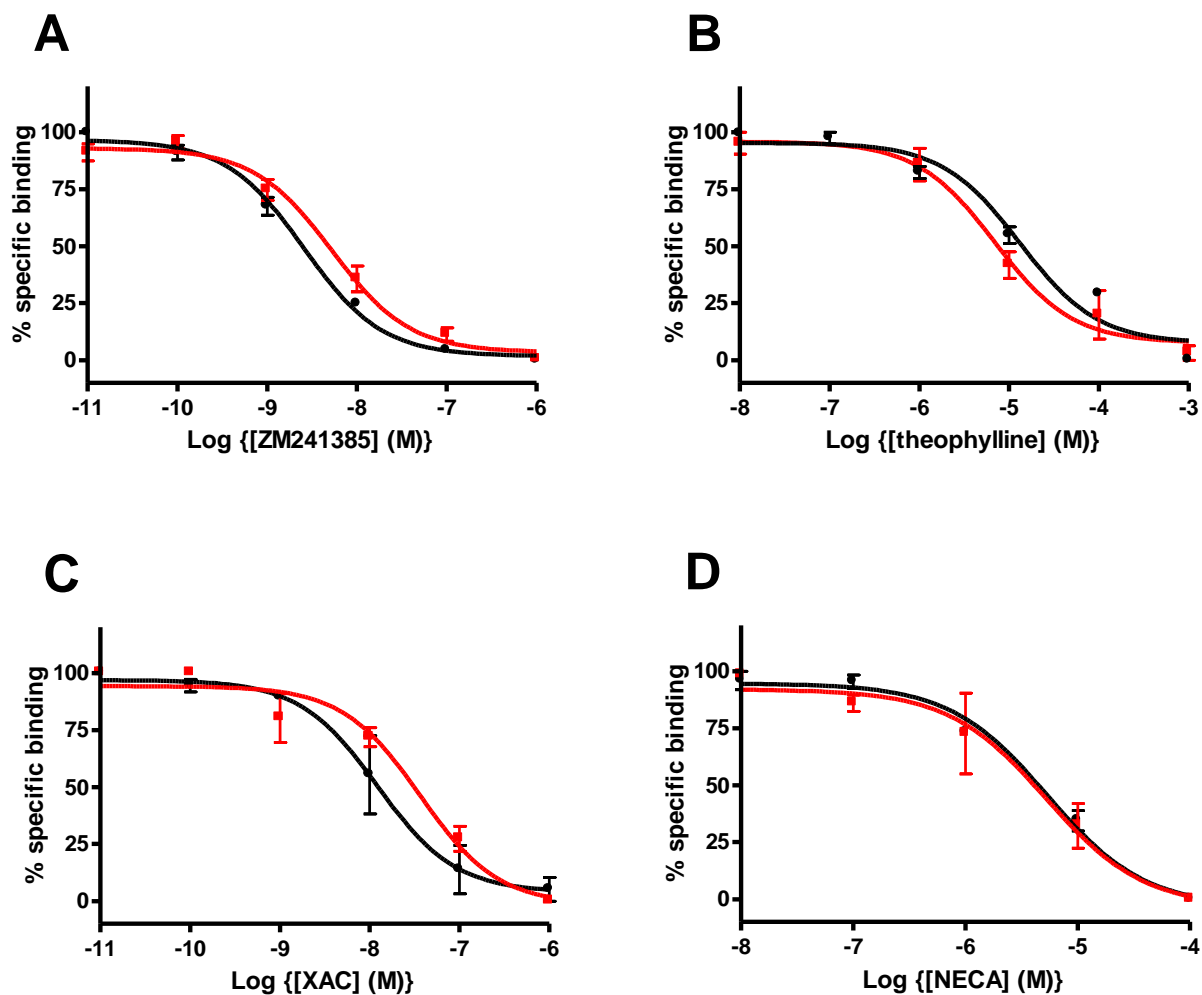 A
% specific binding
100
75
50
25
0
-11 -10 -9 -8 -7 -6
Log {[ZM241385] (M)}
B
% specific binding
100
75
50
25
0
-8 -7 -6 -5 -4 -3
Log {[theophylline] (M)}
C
% specific binding
100
75
50
25
0
-11 -10 -9 -8 -7 -6
Log {[XAC] (M)}
D
% specific binding
100
75
50
25
0
-8 -7 -6 -5 -4
Log {[NECA] (M)}